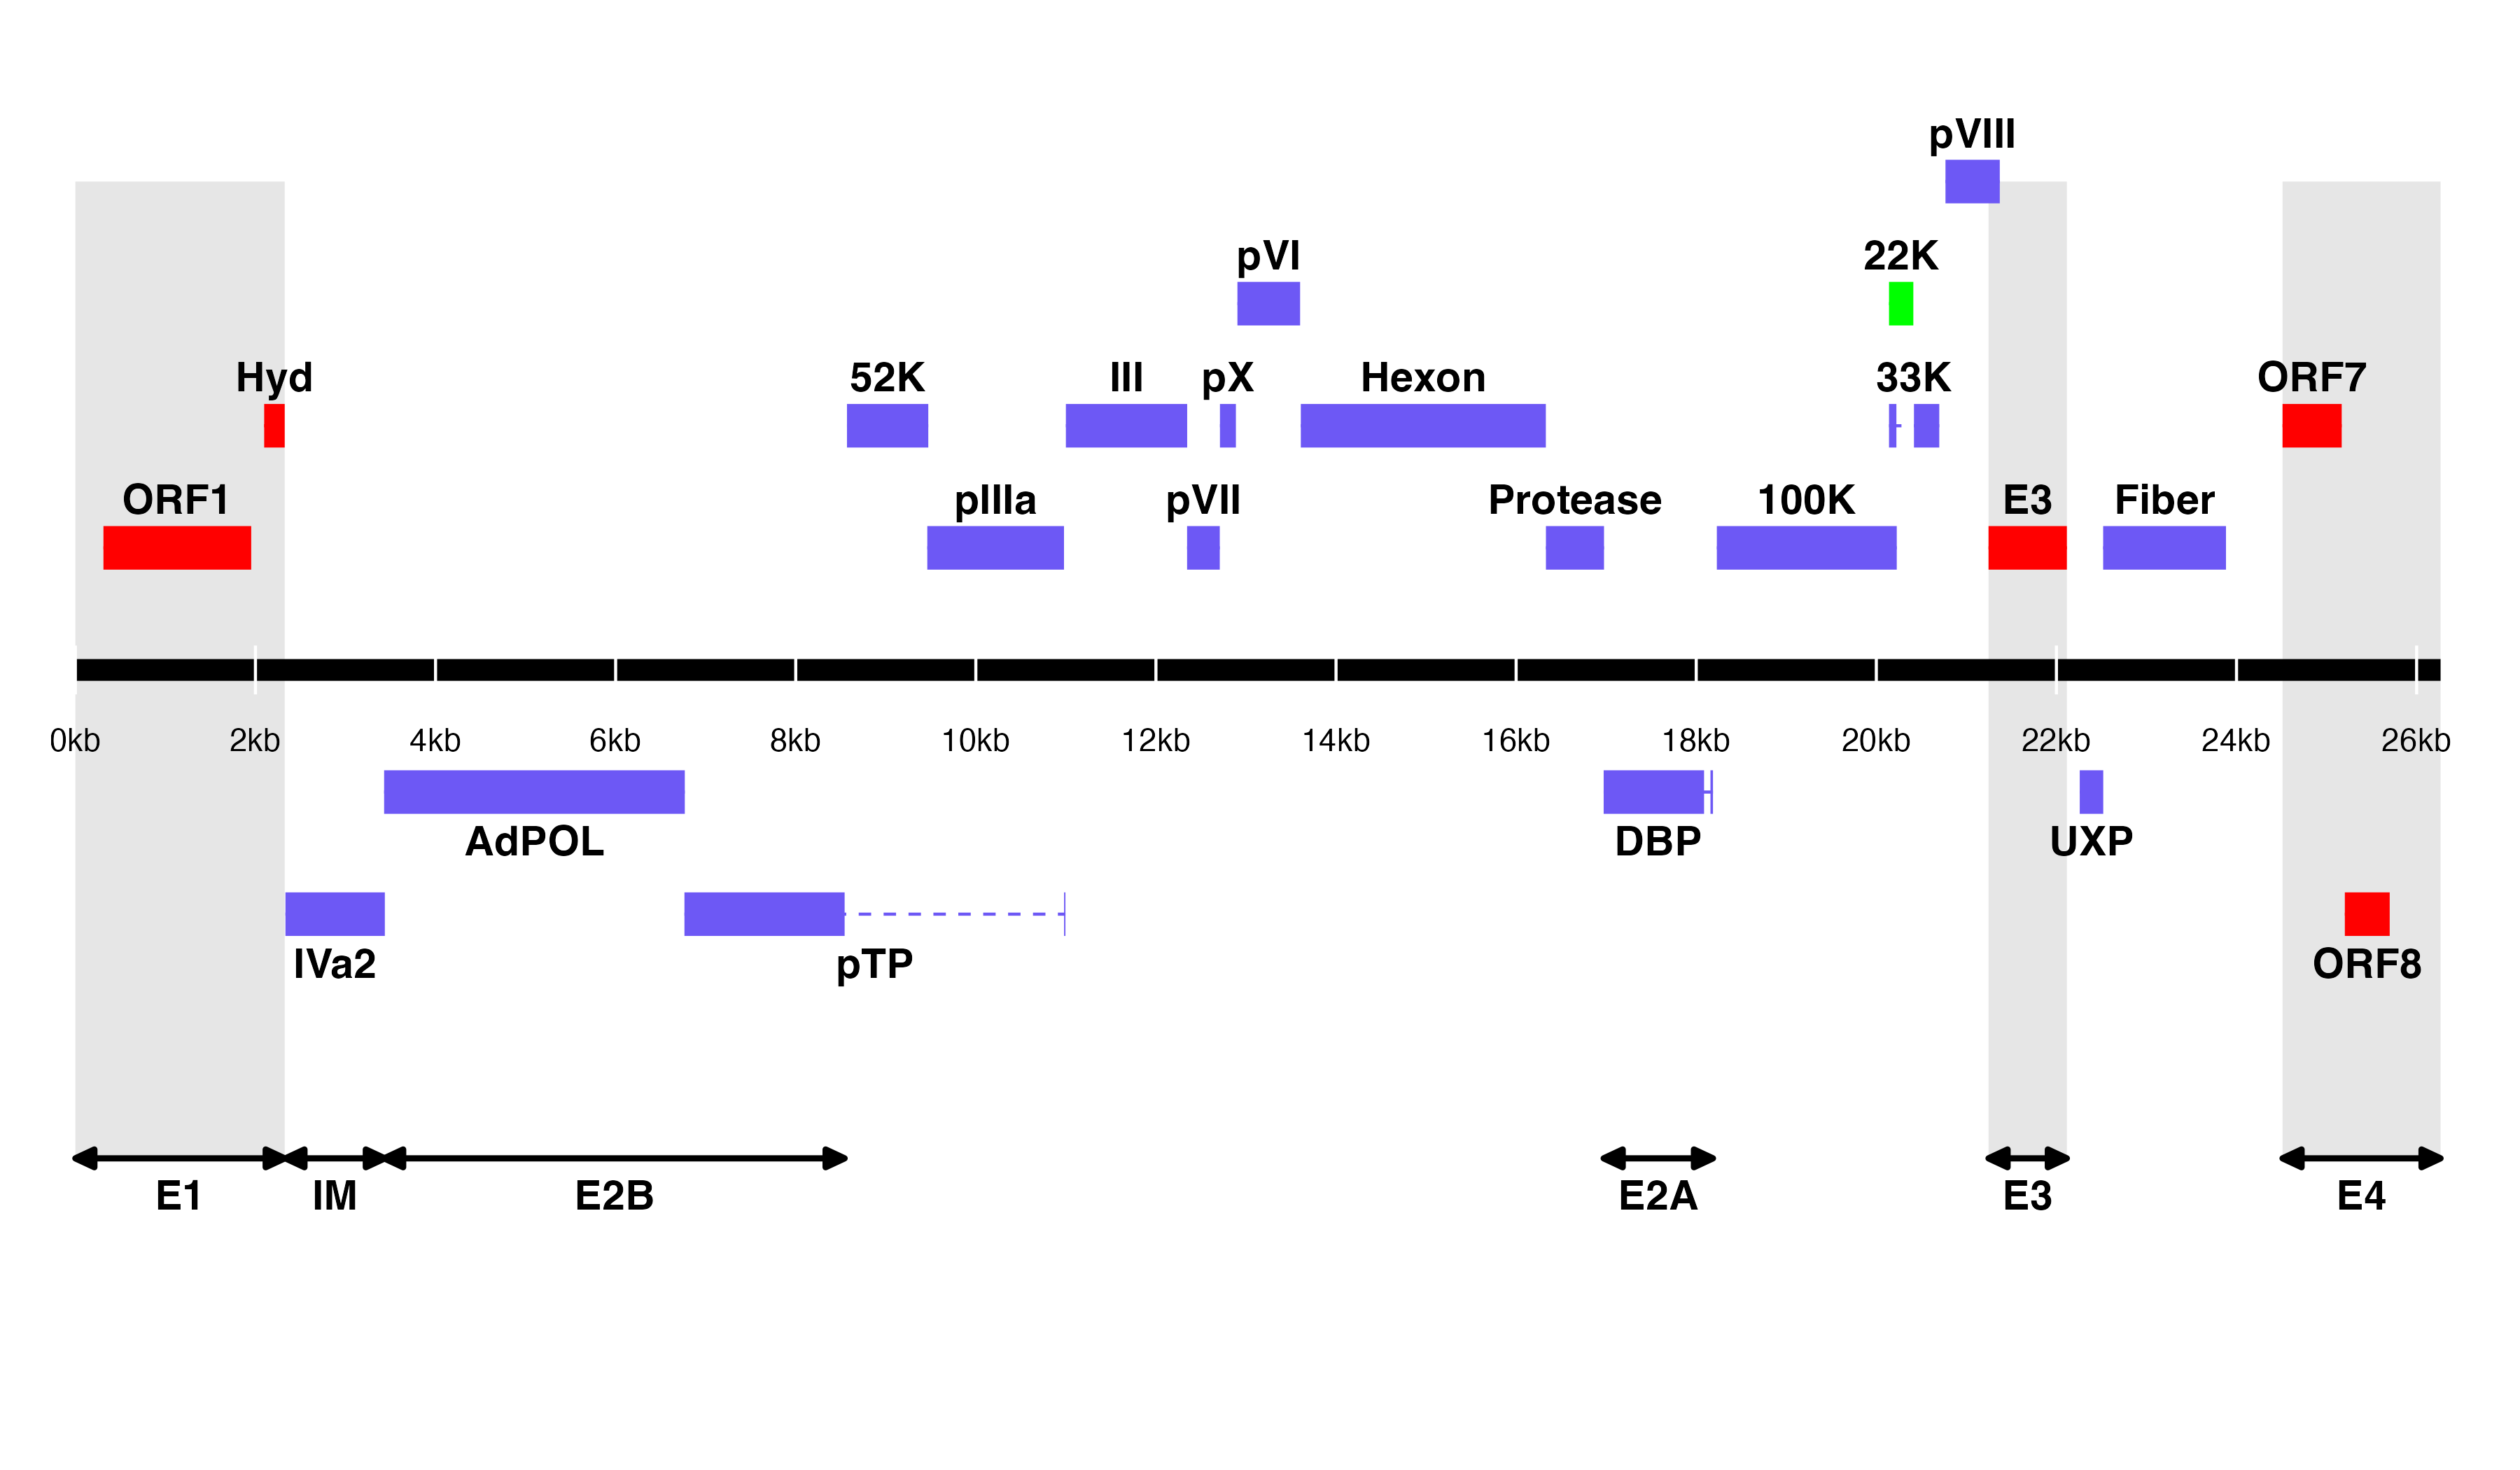 pVIII
pVI 22K
Hyd 52K III pX Hexon 33K ORF7
ORF1 pIIIa pVII Protease 100K E3 Fiber
0kb 2kb 4kb 6kb 8kb 10kb 12kb 14kb 16kb 18kb 20kb 22kb 24kb 26kb
AdPOL DBP UXP
IVa2 pTP ORF8
E1 IM E2B E2A E3 E4